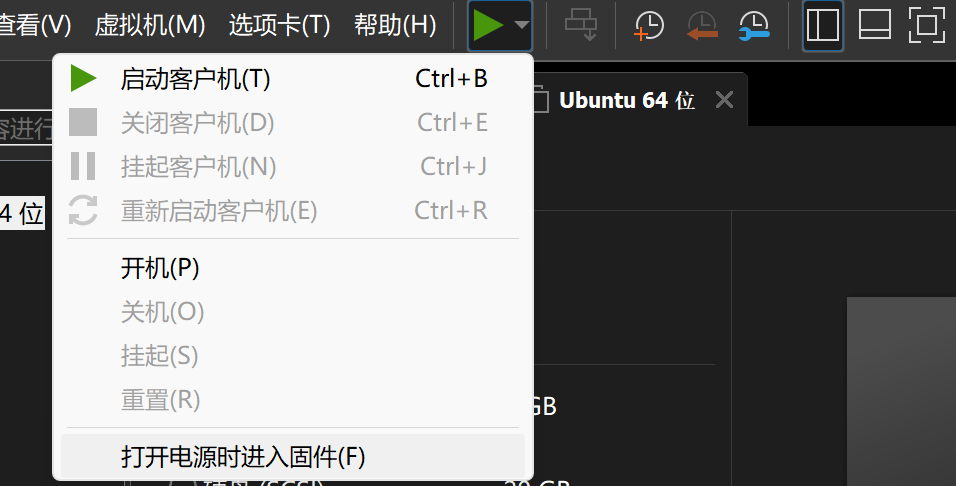 查看(V) 虚拟机(M) 选项卡(T) 帮助(H)
启动客户机(T) Ctrl+B
Ubuntu 64 位
关闭客户机(D) Ctrl+E
容进行
挂起客户机(N) Ctrl+J
4 位
重新启动客户机(E) Ctrl+R
开机(P)
关机(O)
挂起(S)
重置(R)
GB
打开电源时进入固件(F)